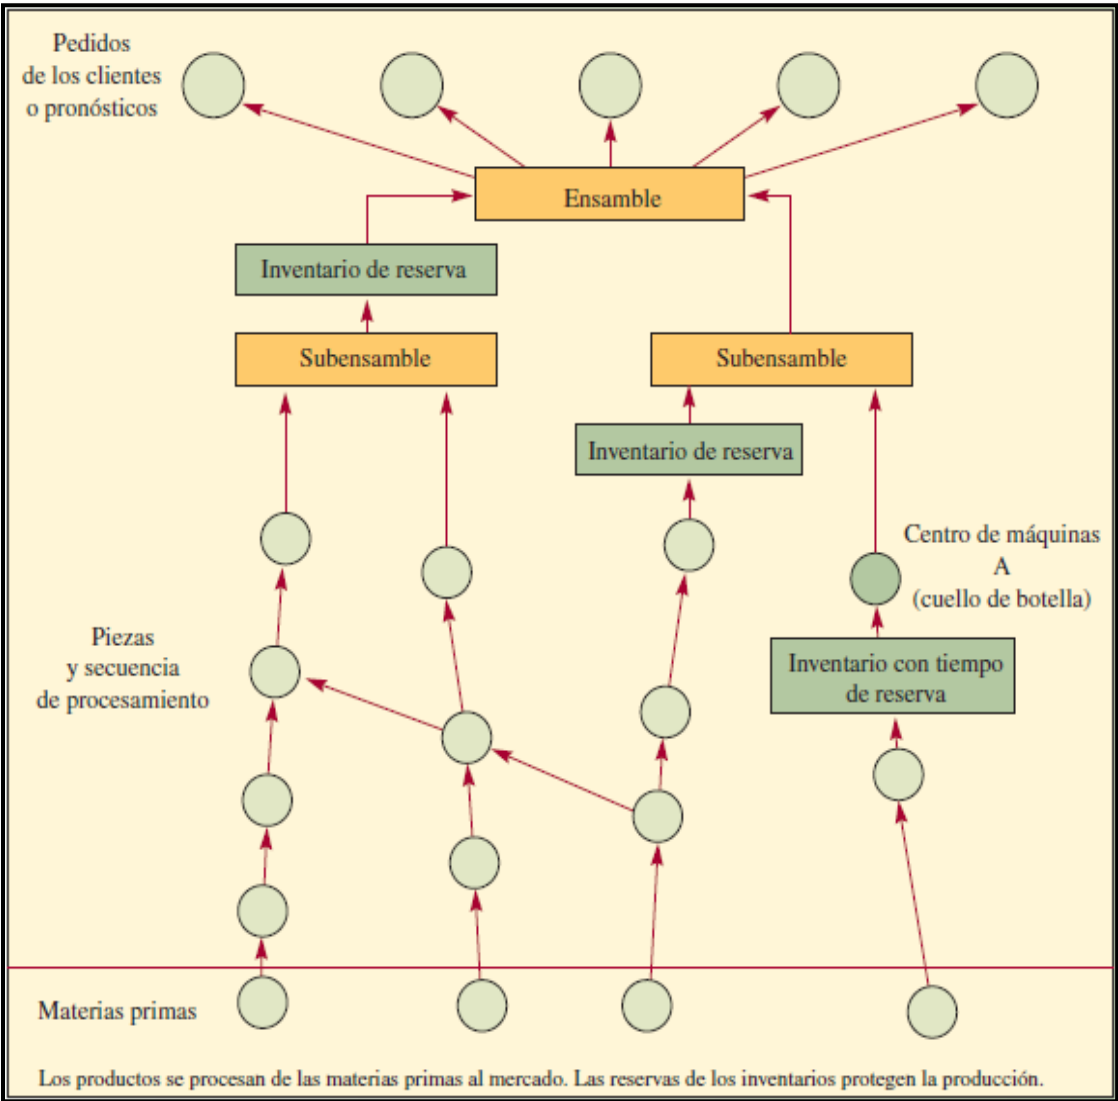 Pedidos
de los clientes
o pronósticos
Ensamble
Inventario de reserva
Subensamble
Subensamble
Inventario de reserva
Centro de máquinas
A
(cuello de botella)
Piezas
y secuencia
de procesamiento
Inventario con tiempo
de reserva
Materias primas
Los productos se procesan de las materias primas al mercado. Las reservas de los inventarios protegen la producción.